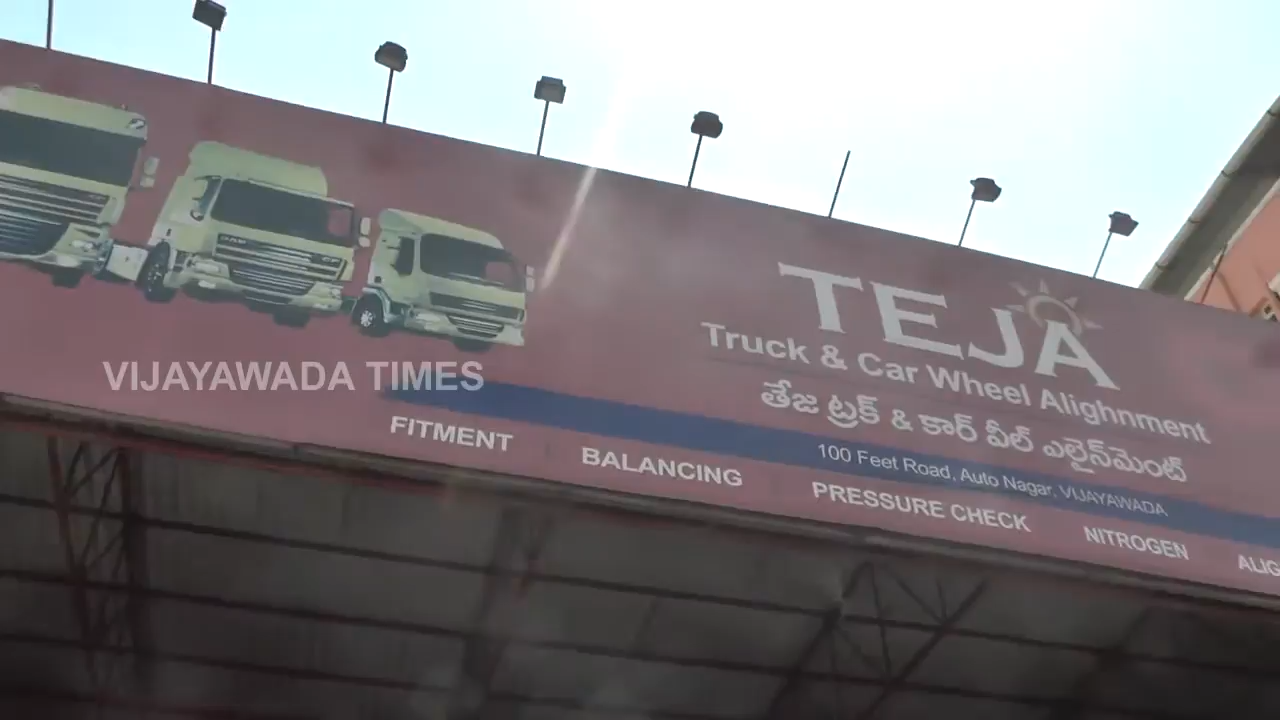 TEJA
Truck & Car Wheel Alighnment
తేజ ట్రక్ & కార్ వీల్ ఎలైన్‌మెంట్
100 Feet Road, Auto Nagar, VIJAYAWADA
FITMENT BALANCING PRESSURE CHECK NITROGEN
VIJAYAWADA TIMES